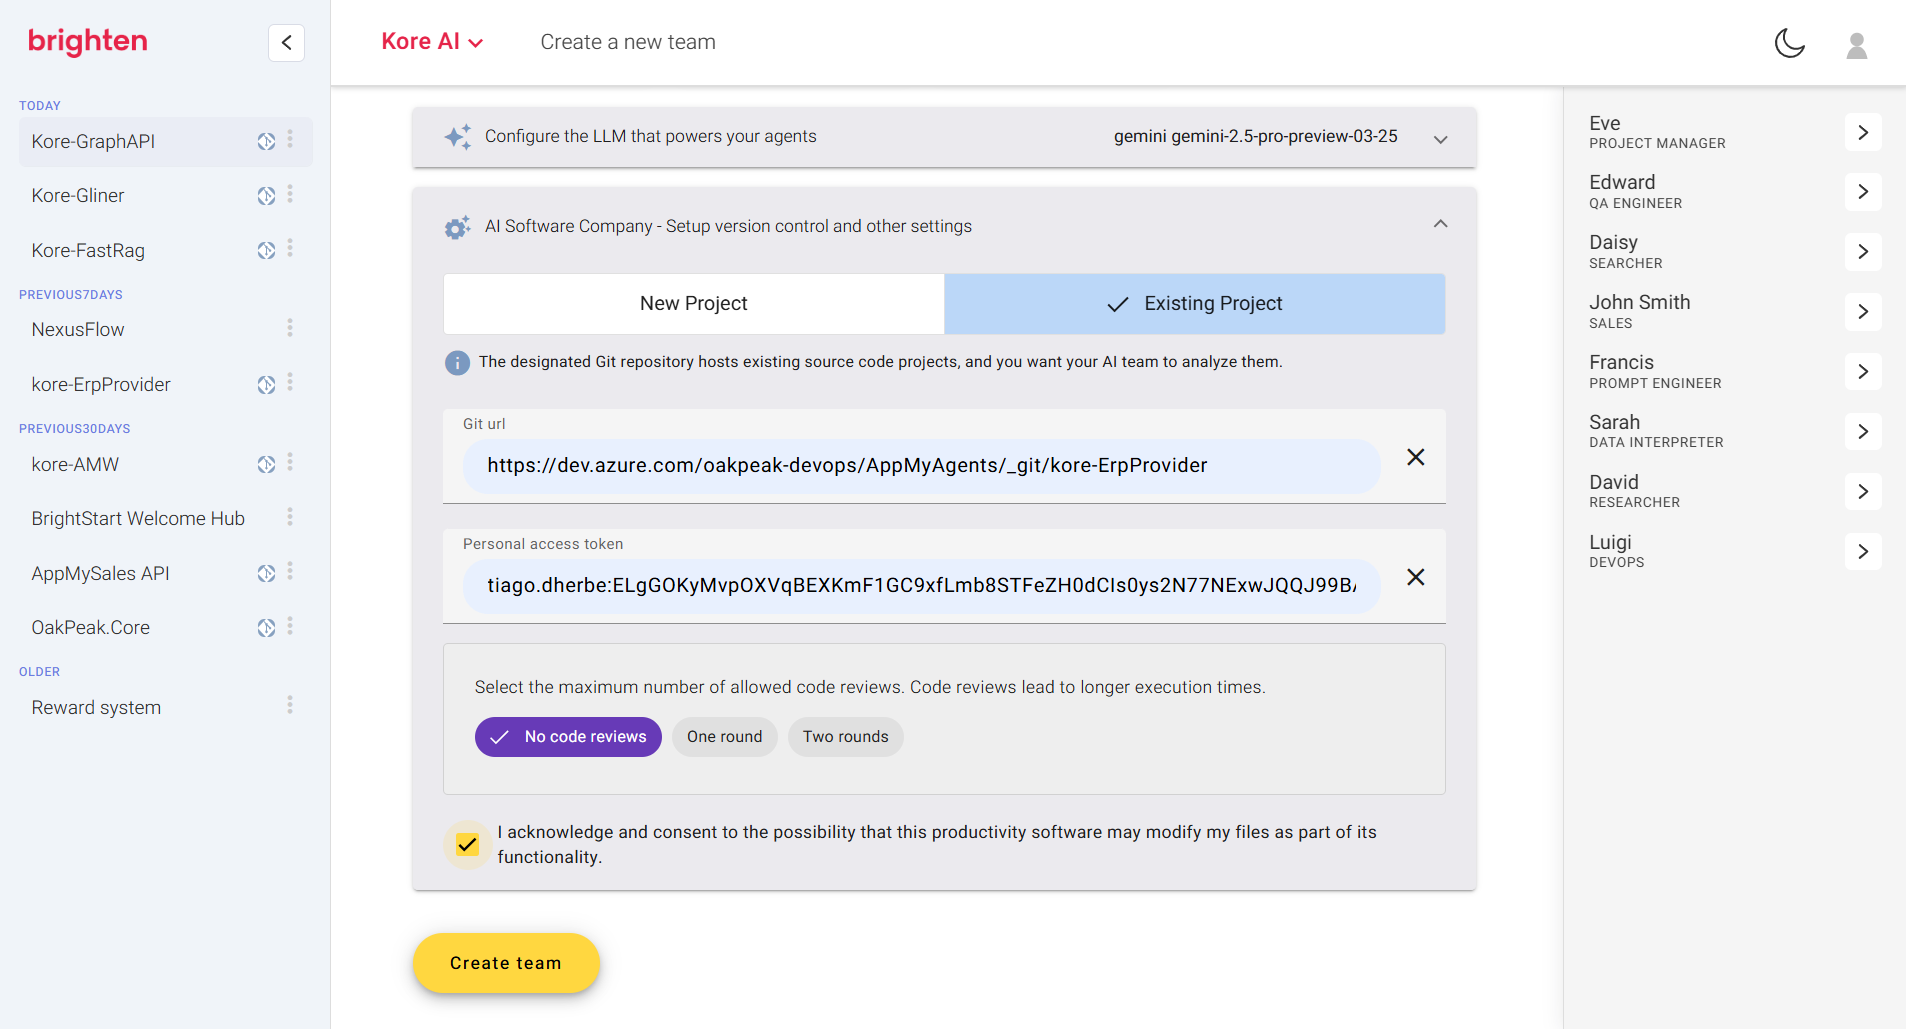 brighten
Kore AI
Create a new team
TODAY
Kore-GraphAPI
Kore-Gliner
Kore-FastRag
PREVIOUS7DAYS
NexusFlow
kore-ErpProvider
PREVIOUS30DAYS
kore-AMW
BrightStart Welcome Hub
AppMySales API
OakPeak.Core
OLDER
Reward system
Configure the LLM that powers your agents
gemini gemini-2.5-pro-preview-03-25
AI Software Company - Setup version control and other settings
New Project
Existing Project
The designated Git repository hosts existing source code projects, and you want your AI team to analyze them.
Git url
https://dev.azure.com/oakpeak-devops/AppMyAgents/_git/kore-ErpProvider
Personal access token
tiago.dherbe:ELgGOKyMvpOXVqBEXKmF1GC9xfLmb8STFeZH0dCIs0ys2N77NExwJQQJ99B
Select the maximum number of allowed code reviews. Code reviews lead to longer execution times.
No code reviews
One round
Two rounds
I acknowledge and consent to the possibility that this productivity software may modify my files as part of its
functionality.
Create team
Eve
PROJECT MANAGER
Edward
QA ENGINEER
Daisy
SEARCHER
John Smith
SALES
Francis
PROMPT ENGINEER
Sarah
DATA INTERPRETER
David
RESEARCHER
Luigi
DEVOPS